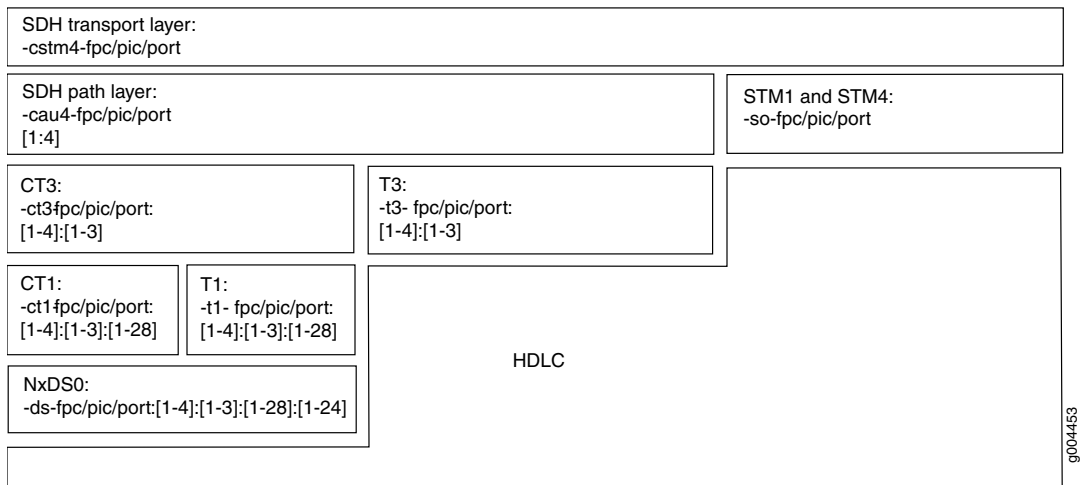 SDH transport layer:
-cstm4-fpc/pic/port
SDH path layer:
-cau4-fpc/pic/port
[1:4]
STM1 and STM4:
-so-fpc/pic/port
CT3:
-ct3-fpc/pic/port:
[1-4]:[1-3]
T3:
-t3- fpc/pic/port:
[1-4]:[1-3]
CT1:
-ct1-fpc/pic/port:
[1-4]:[1-3]:[1-28]
T1:
-t1- fpc/pic/port:
[1-4]:[1-3]:[1-28]
HDLC
NxDS0:
-ds-fpc/pic/port:[1-4]:[1-3]:[1-28]:[1-24]
g004453